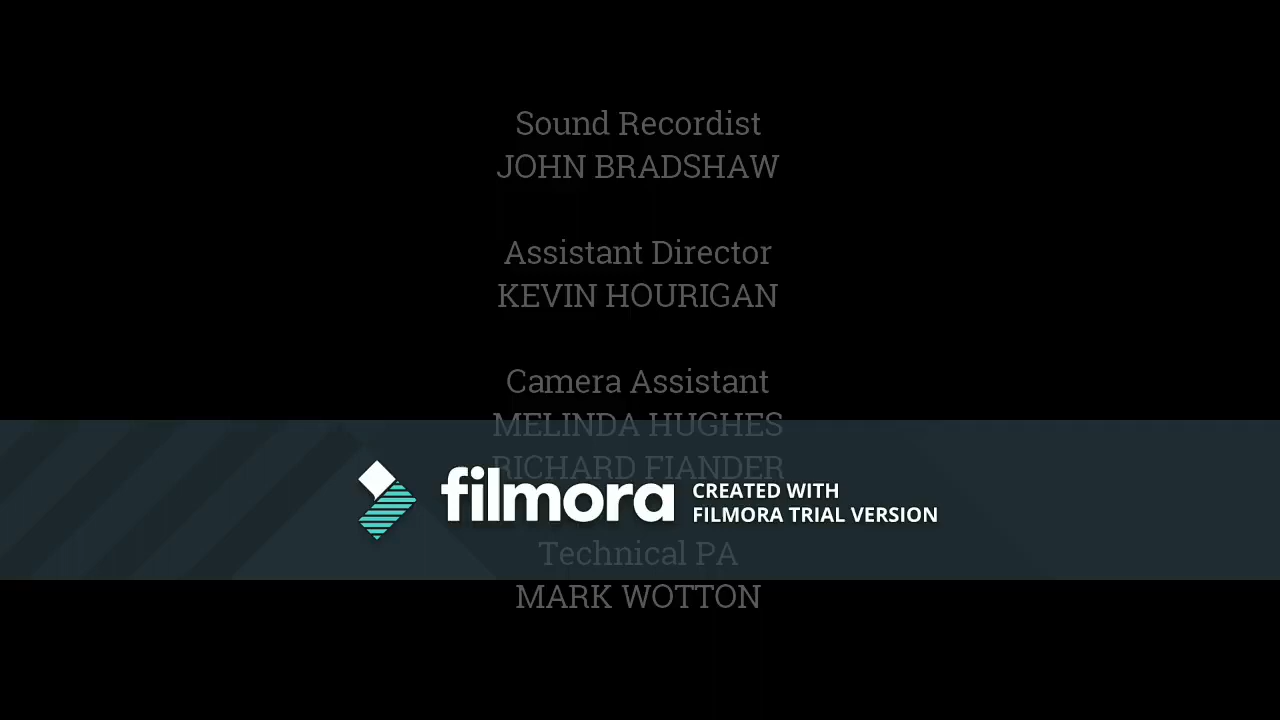 Sound Recordist
JOHN BRADSHAW
Assistant Director
KEVIN HOURIGAN
Camera Assistant
MELINDA HUGHES
RICHARD FIANDER
filmora
CREATED WITH
FILMORA TRIAL VERSION
Technical PA
MARK WOTTON